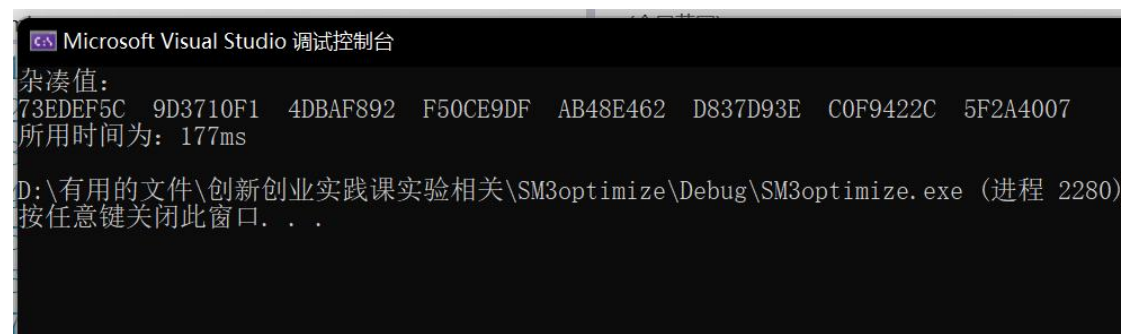 Microsoft Visual Studio 调试控制台
杂凑值：
73EDEF5C 9D3710F1 4DBAF892 F50CE9DF AB48E462 D837D93E C0F9422C 5F2A4007
所用时间为：177ms
D:\有用的文件\创新创业实践课实验相关\SM3optimize\Debug\SM3optimize.exe (进程 2280)
按任意键关闭此窗口. . .